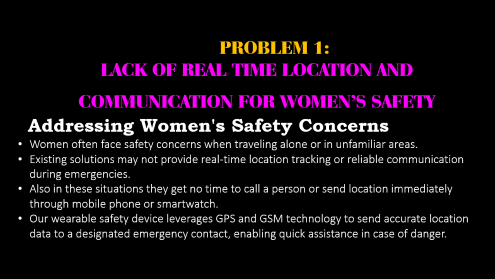 PROBLEM 1:
LACK OF REAL TIME LOCATION AND
COMMUNICATION FOR WOMEN'S SAFETY
Addressing Women's Safety Concerns
• Women often face safety concerns when traveling alone or in unfamiliar areas.
• Existing solutions may not provide real-time location tracking or reliable communication
during emergencies.
• Also in these situations they get no time to call a person or send location immediately
through mobile phone or smartwatch.
• Our wearable safety device leverages GPS and GSM technology to send accurate location
data to a designated emergency contact, enabling quick assistance in case of danger.